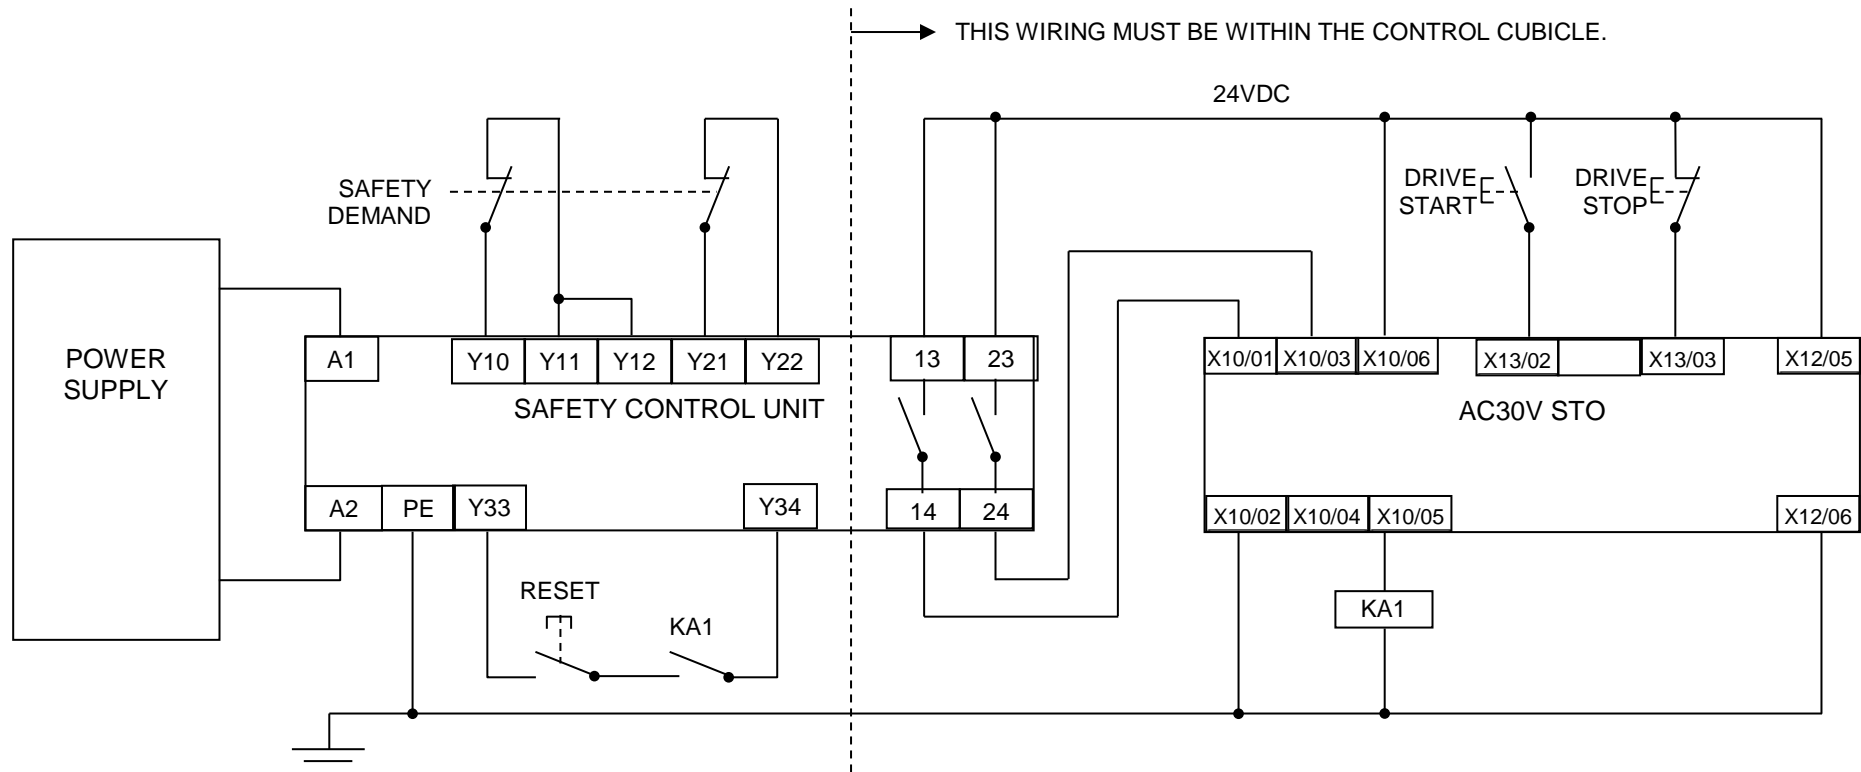 THIS WIRING MUST BE WITHIN THE CONTROL CUBICLE.
24VDC
SAFETY
DEMAND
DRIVE
START
DRIVE
STOP
POWER
SUPPLY
A1
Y10
Y11
Y12
Y21
Y22
13
23
X10/01
X10/03
X10/06
X13/02
X13/03
X12/05
SAFETY CONTROL UNIT
AC30V STO
A2
PE
Y33
Y34
14
24
X10/02
X10/04
X10/05
X12/06
RESET
KA1
KA1